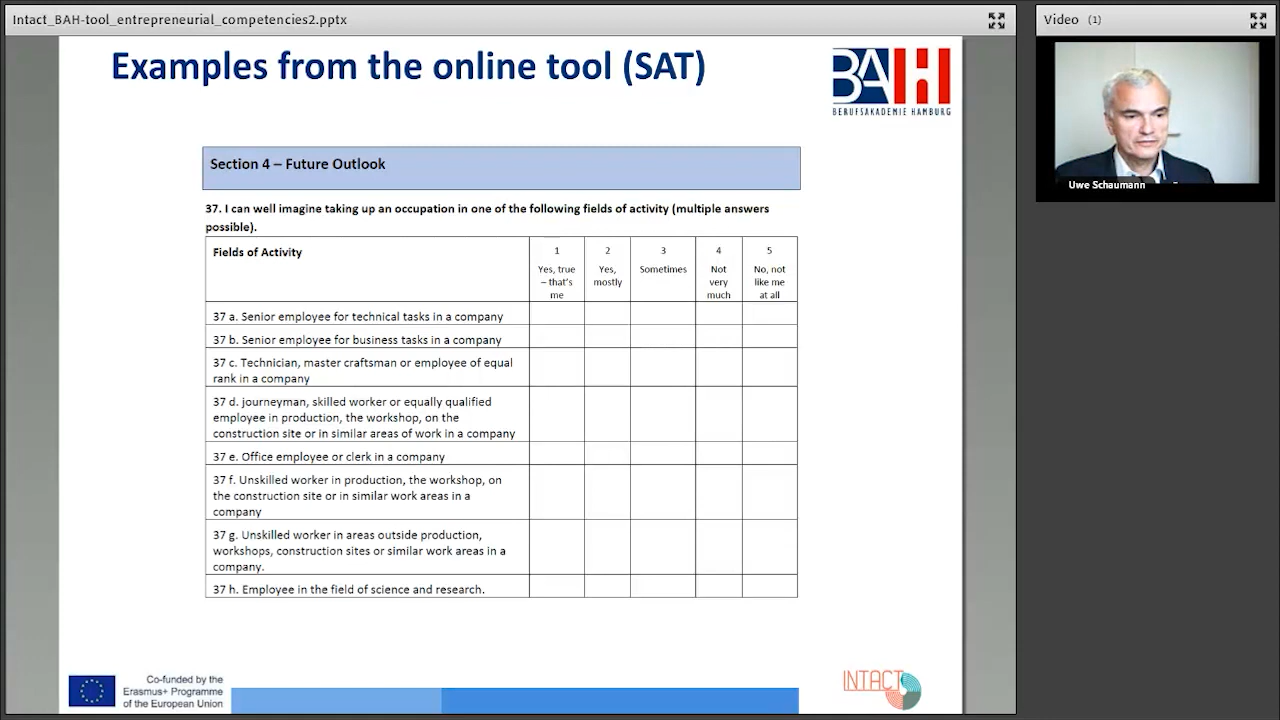 Intact_BAH-tool_entrepreneurial_competencies2.pptx
Video (1)
Examples from the online tool (SAT)
BAH
BERUFSAKADEMIE HAMBURG
Uwe Schaumann
Section 4 – Future Outlook
37. I can well imagine taking up an occupation in one of the following fields of activity (multiple answers
possible).
Fields of Activity
1
Yes, true
– that's
me
2
Yes,
mostly
3
Sometimes
4
Not
very
much
5
No, not
like me
at all
37 a. Senior employee for technical tasks in a company
37 b. Senior employee for business tasks in a company
37 c. Technician, master craftsman or employee of equal
rank in a company
37 d. journeyman, skilled worker or equally qualified
employee in production, the workshop, on the
construction site or in similar areas of work in a company
37 e. Office employee or clerk in a company
37 f. Unskilled worker in production, the workshop, on
the construction site or in similar work areas in a
company
37 g. Unskilled worker in areas outside production,
workshops, construction sites or similar work areas in a
company.
37 h. Employee in the field of science and research.
Co-funded by the
Erasmus+ Programme
of the European Union
INTACT